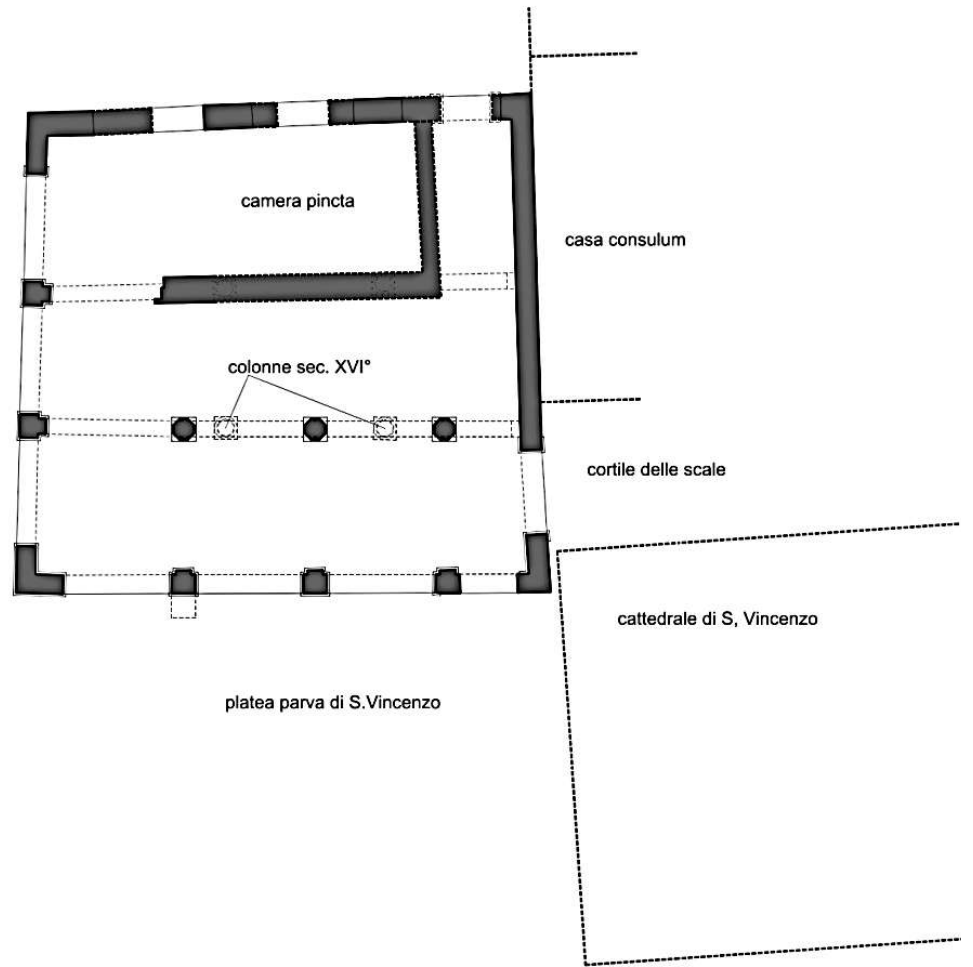 camera pincta
casa consulum
colonne sec. XVI°
cortile delle scale
cattedrale di S, Vincenzo
platea parva di S.Vincenzo